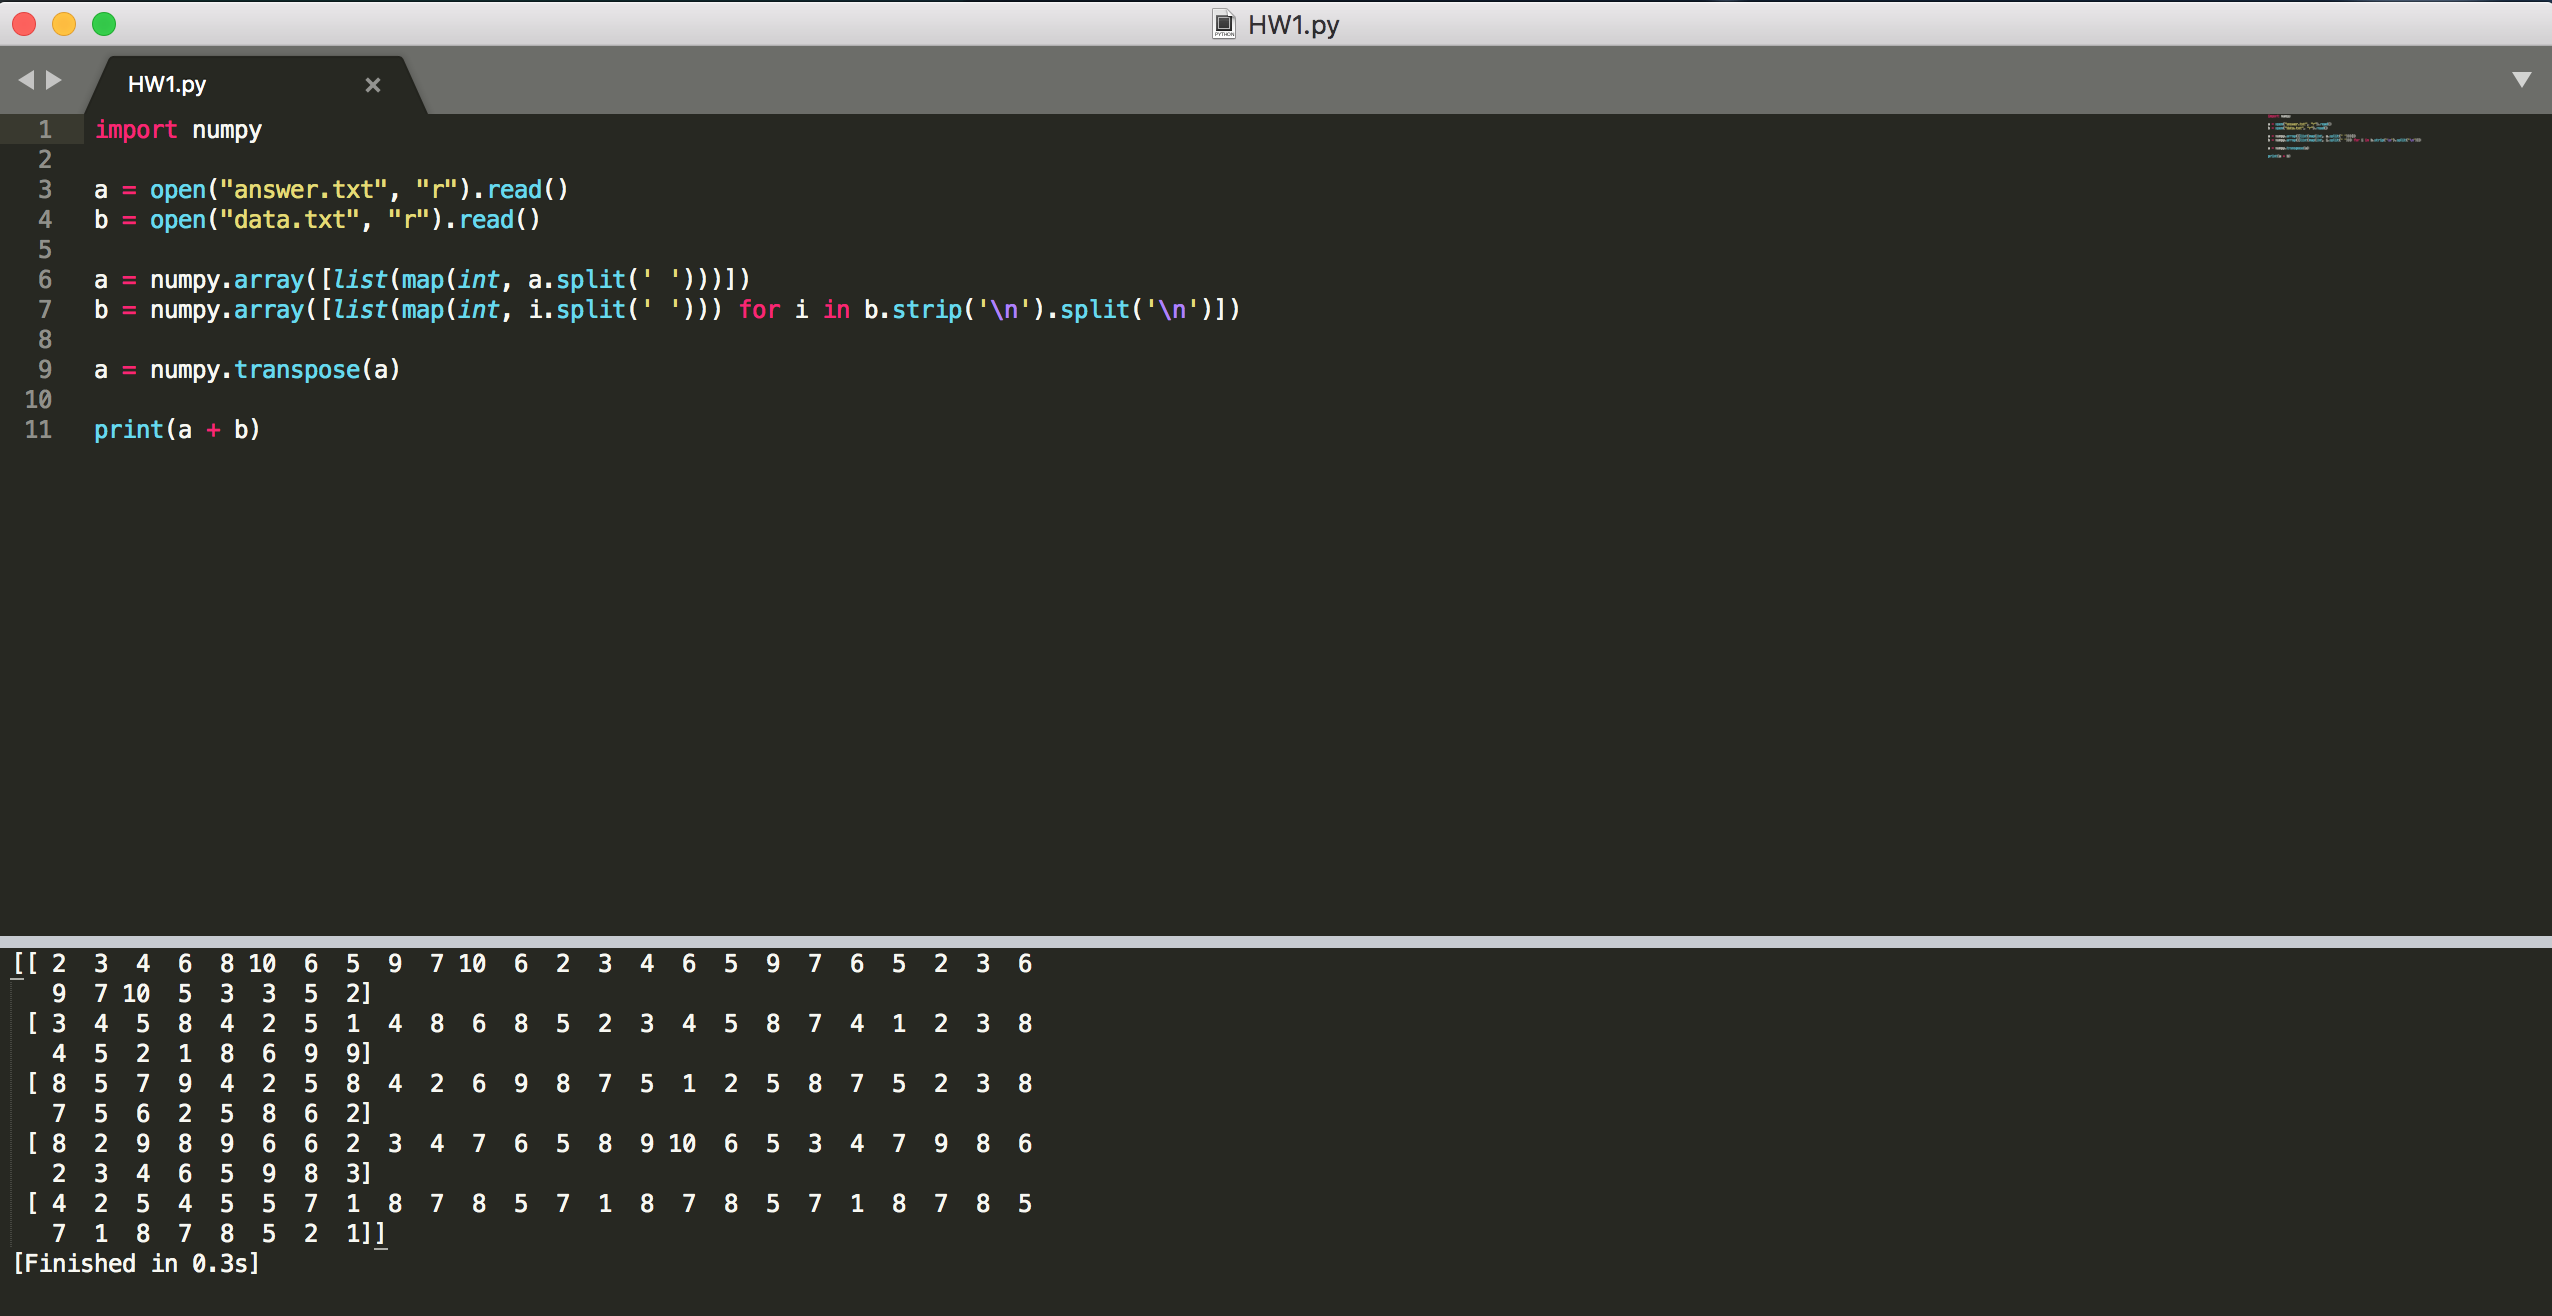 HW1.py
HW1.py
1 import numpy
2
3 a = open("answer.txt", "r").read()
4 b = open("data.txt", "r").read()
5
6 a = numpy.array([list(map(int, a.split(' ')))])
7 b = numpy.array([list(map(int, i.split(' '))) for i in b.strip('\n').split('\n')])
8
9 a = numpy.transpose(a)
10
11 print(a + b)
[[ 2  3  4  6  8 10  6  5  9  7 10  6  2  3  4  6  5  9  7  6  5  2  3  6
   9  7 10  5  3  3  5  2]
 [ 3  4  5  8  4  2  5  1  4  8  6  8  5  2  3  4  5  8  7  4  1  2  3  8
   4  5  2  1  8  6  9  9]
 [ 8  5  7  9  4  2  5  8  4  2  6  9  8  7  5  1  2  5  8  7  5  2  3  8
   7  5  6  2  5  8  6  2]
 [ 8  2  9  8  9  6  6  2  3  4  7  6  5  8  9 10  6  5  3  4  7  9  8  6
   2  3  4  6  5  9  8  3]
 [ 4  2  5  4  5  5  7  1  8  7  8  5  7  1  8  7  8  5  7  1  8  7  8  5
   7  1  8  7  8  5  2  1]]
[Finished in 0.3s]